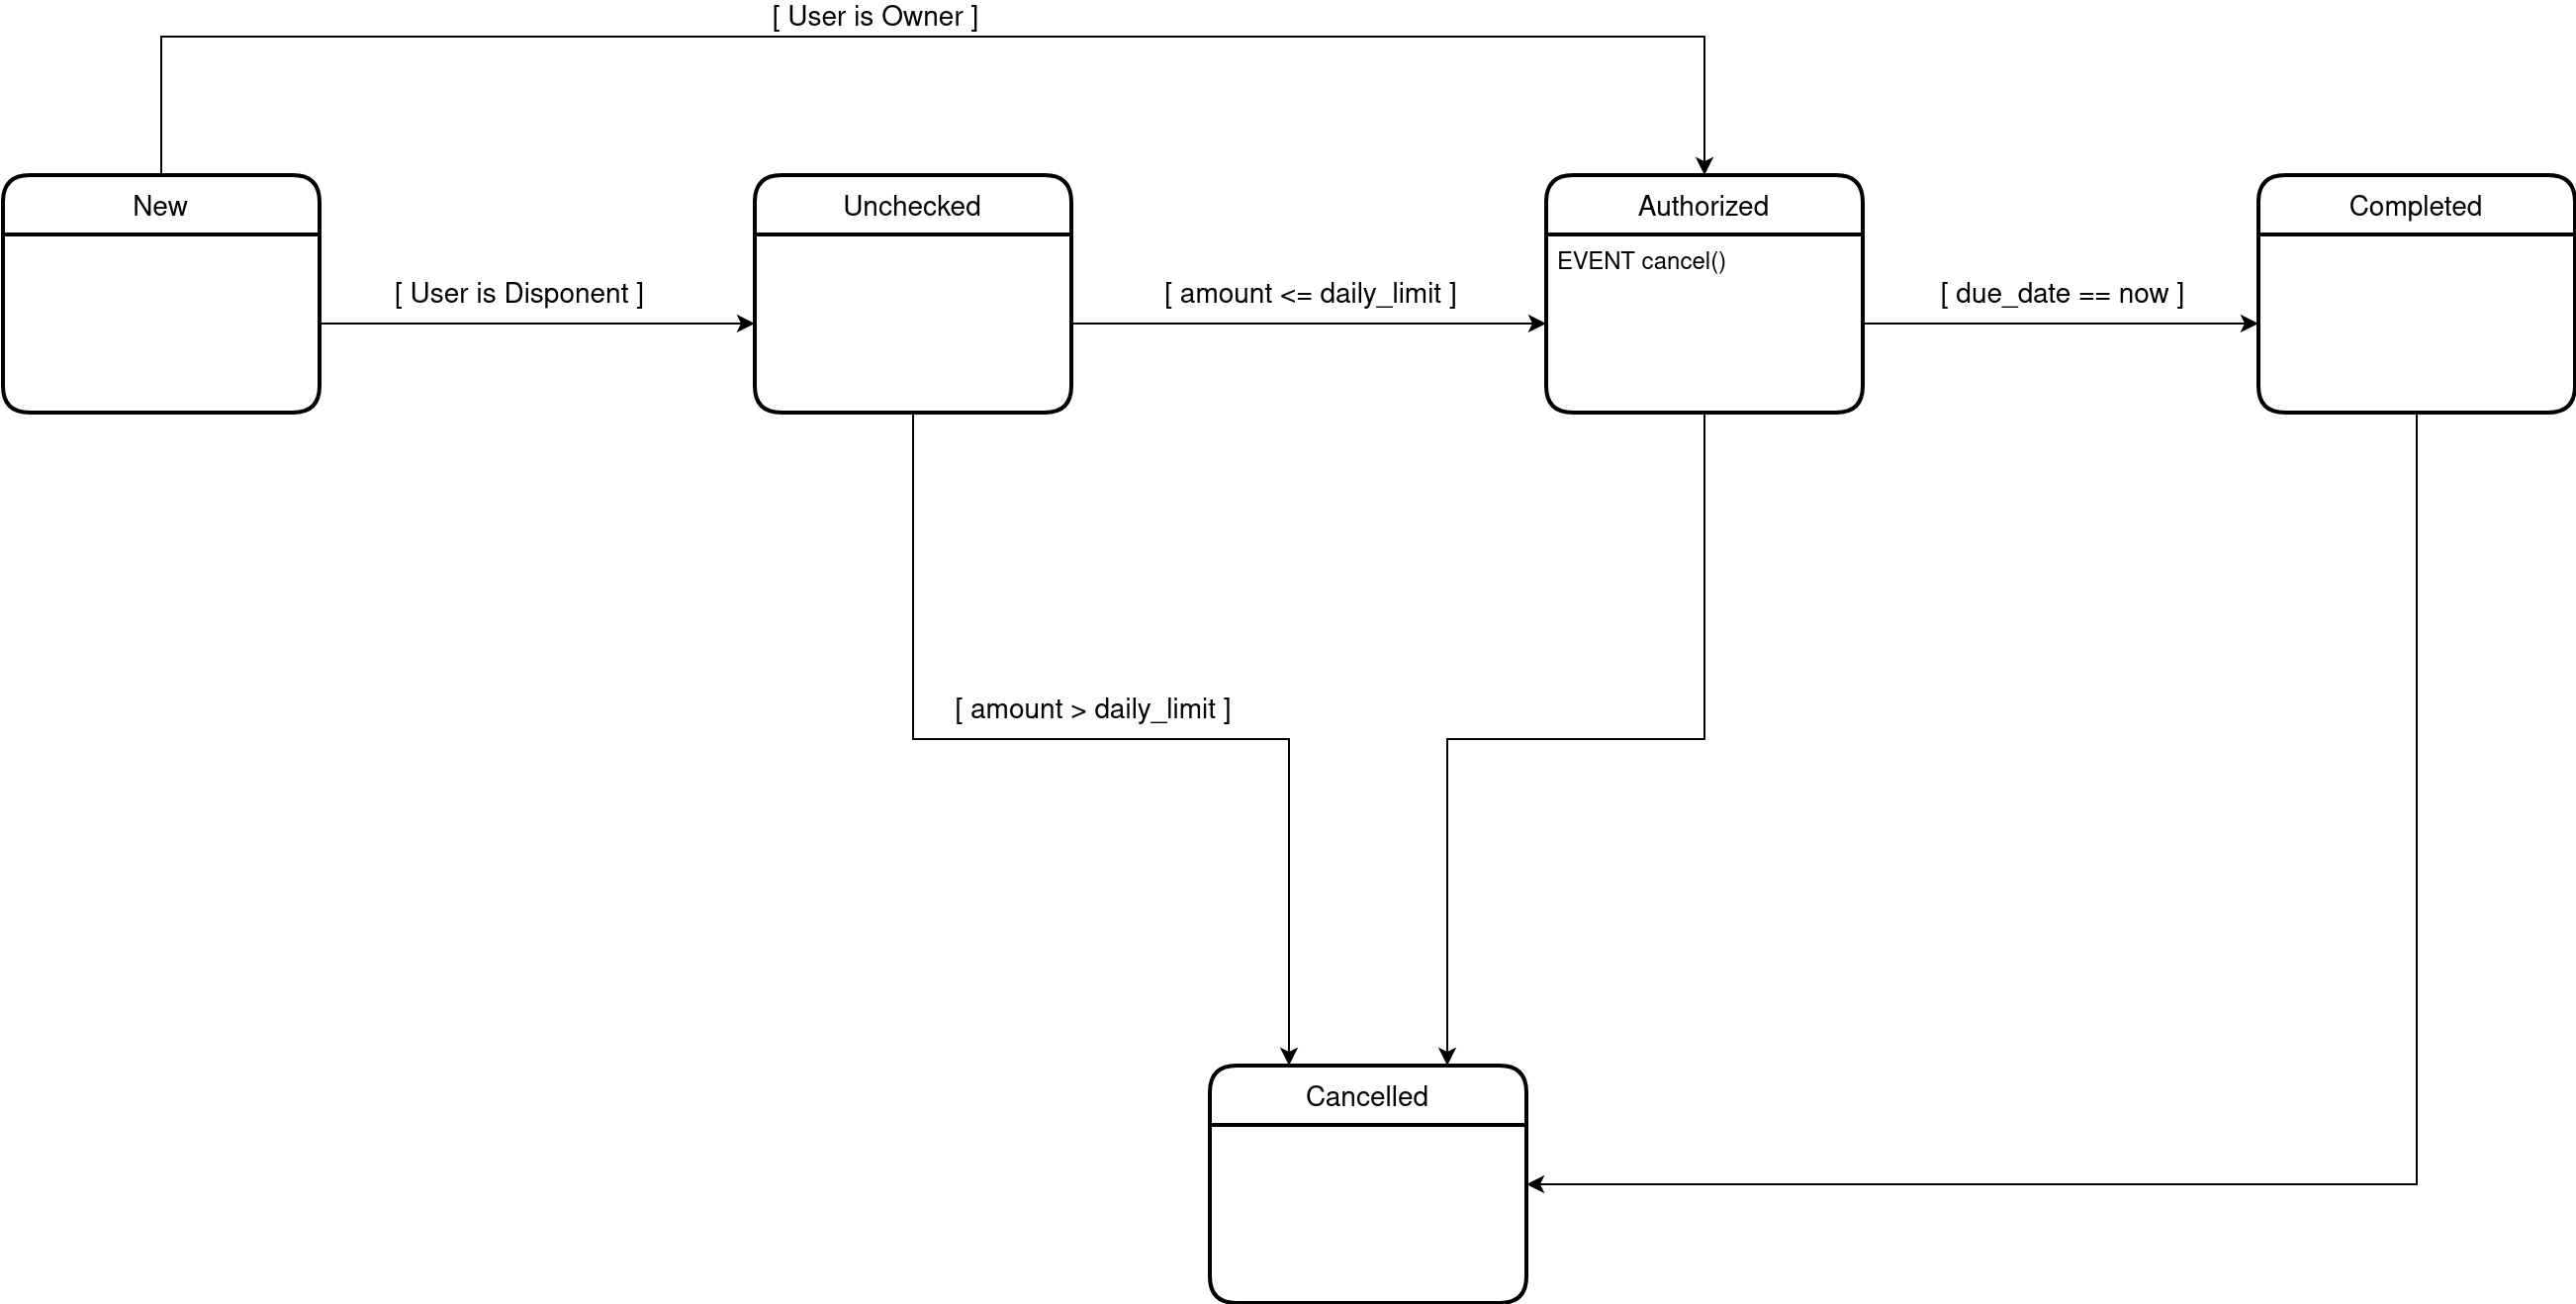 [ User is Owner ]
New
Unchecked
Authorized
Completed
EVENT cancel()
[ User is Disponent ]
[ amount <= daily_limit ]
[ due_date == now ]
[ amount > daily_limit ]
Cancelled